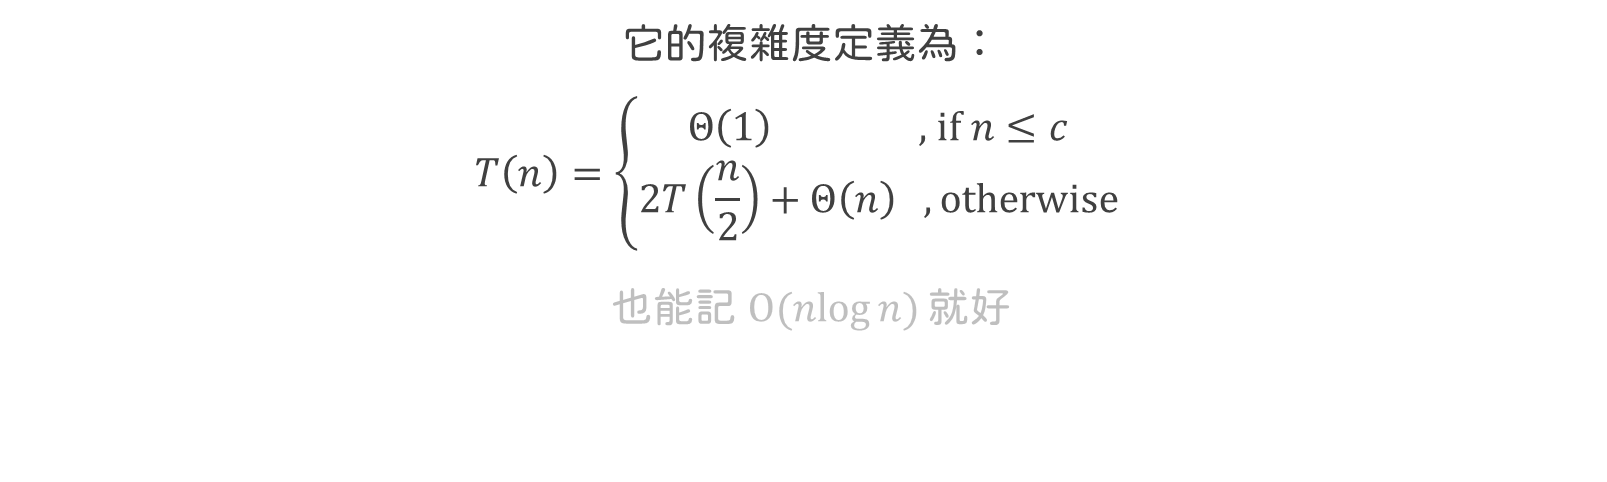 它的複雜度定義為：
T(n) = { Θ(1) , if n ≤ c
2T(n/2) + Θ(n) , otherwise
也能記 O(nlog n) 就好